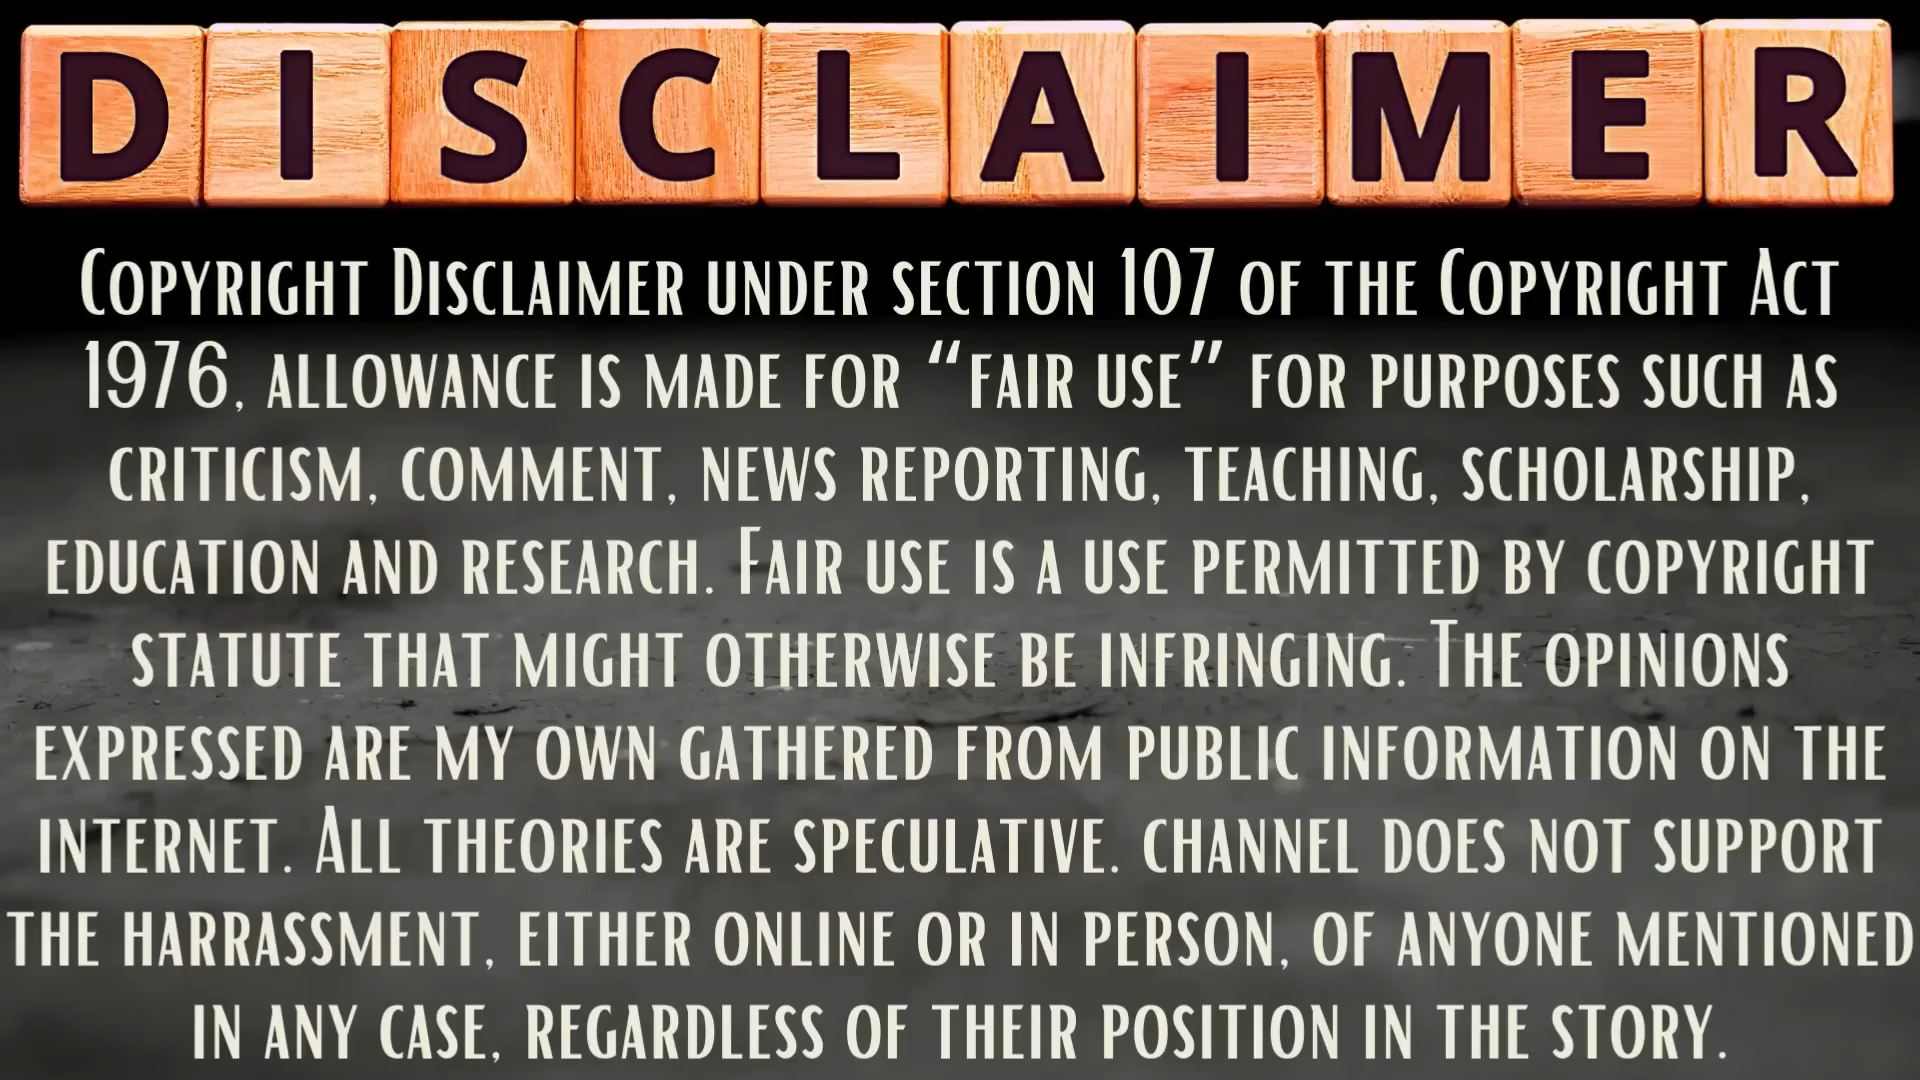 DISCLAIMER
Copyright Disclaimer under section 107 of the Copyright Act
1976, allowance is made for “fair use” for purposes such as
criticism, comment, news reporting, teaching, scholarship,
education and research. Fair use is a use permitted by copyright
statute that might otherwise be infringing. The opinions
expressed are my own gathered from public information on the
internet. All theories are speculative. channel does not support
the harrassment, either online or in person, of anyone mentioned
in any case, regardless of their position in the story.